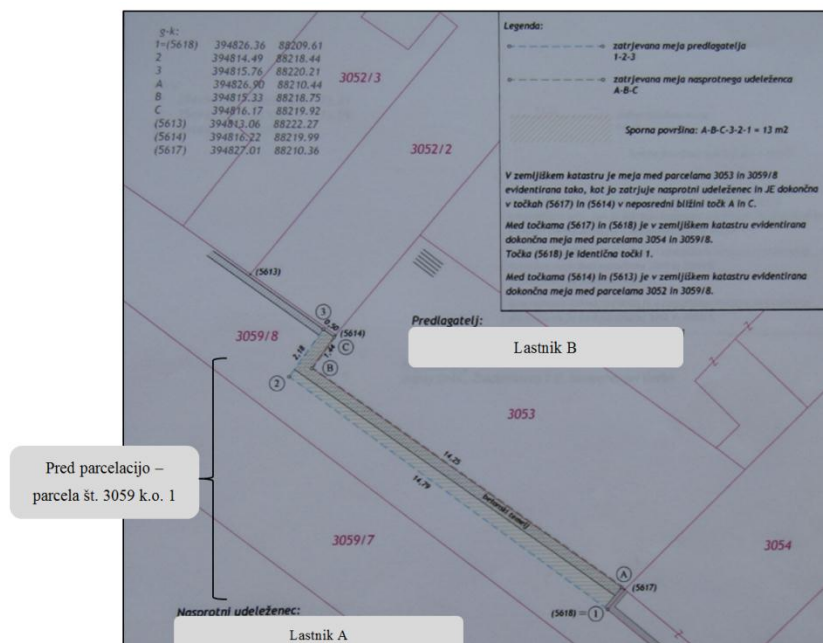 g-k:
1=(5618) 394826.36 88209.61
2 394814.49 88218.44
3 394815.76 88220.21
A 394826.90 88210.44
B 394815.33 88218.75
C 394816.17 88219.92
(5613) 394813.06 88222.27
(5614) 394816.22 88219.99
(5617) 394827.01 88210.36
Legenda:
zatrjevana meja predlagatelja
1-2-3
zatrjevana meja nasprotnega udeleženca
A-B-C
Sporna površina: A-B-C-3-2-1 = 13 m2
V zemljiškem katastru je meja med parcelama 3053 in 3059/8
evidentirana tako, kot jo zatrjuje nasprotni udeleženec in JE dokončna
v točkah (5617) in (5614) v neposredni bližini točk A in C.
Med točkama (5617) in (5618) je v zemljiškem katastru evidentirana
dokončna meja med parcelama 3054 in 3059/8.
Točka (5618) je identična točki 1.
Med točkama (5614) in (5613) je v zemljiškem katastru evidentirana
dokončna meja med parcelama 3052 in 3059/8.
3052/3
3052/2
(5613)
3059/8
3
0.50
(5614)
C
2.18
1.44
B
2
Predlagatelj:
Lastnik B
3053
14.25
14.79
betonski temelj
Pred parcelacijo –
parcela št. 3059 k.o. 1
3059/7
3054
A
(5617)
(5618) = 1
Nasprotni udeleženec:
Lastnik A